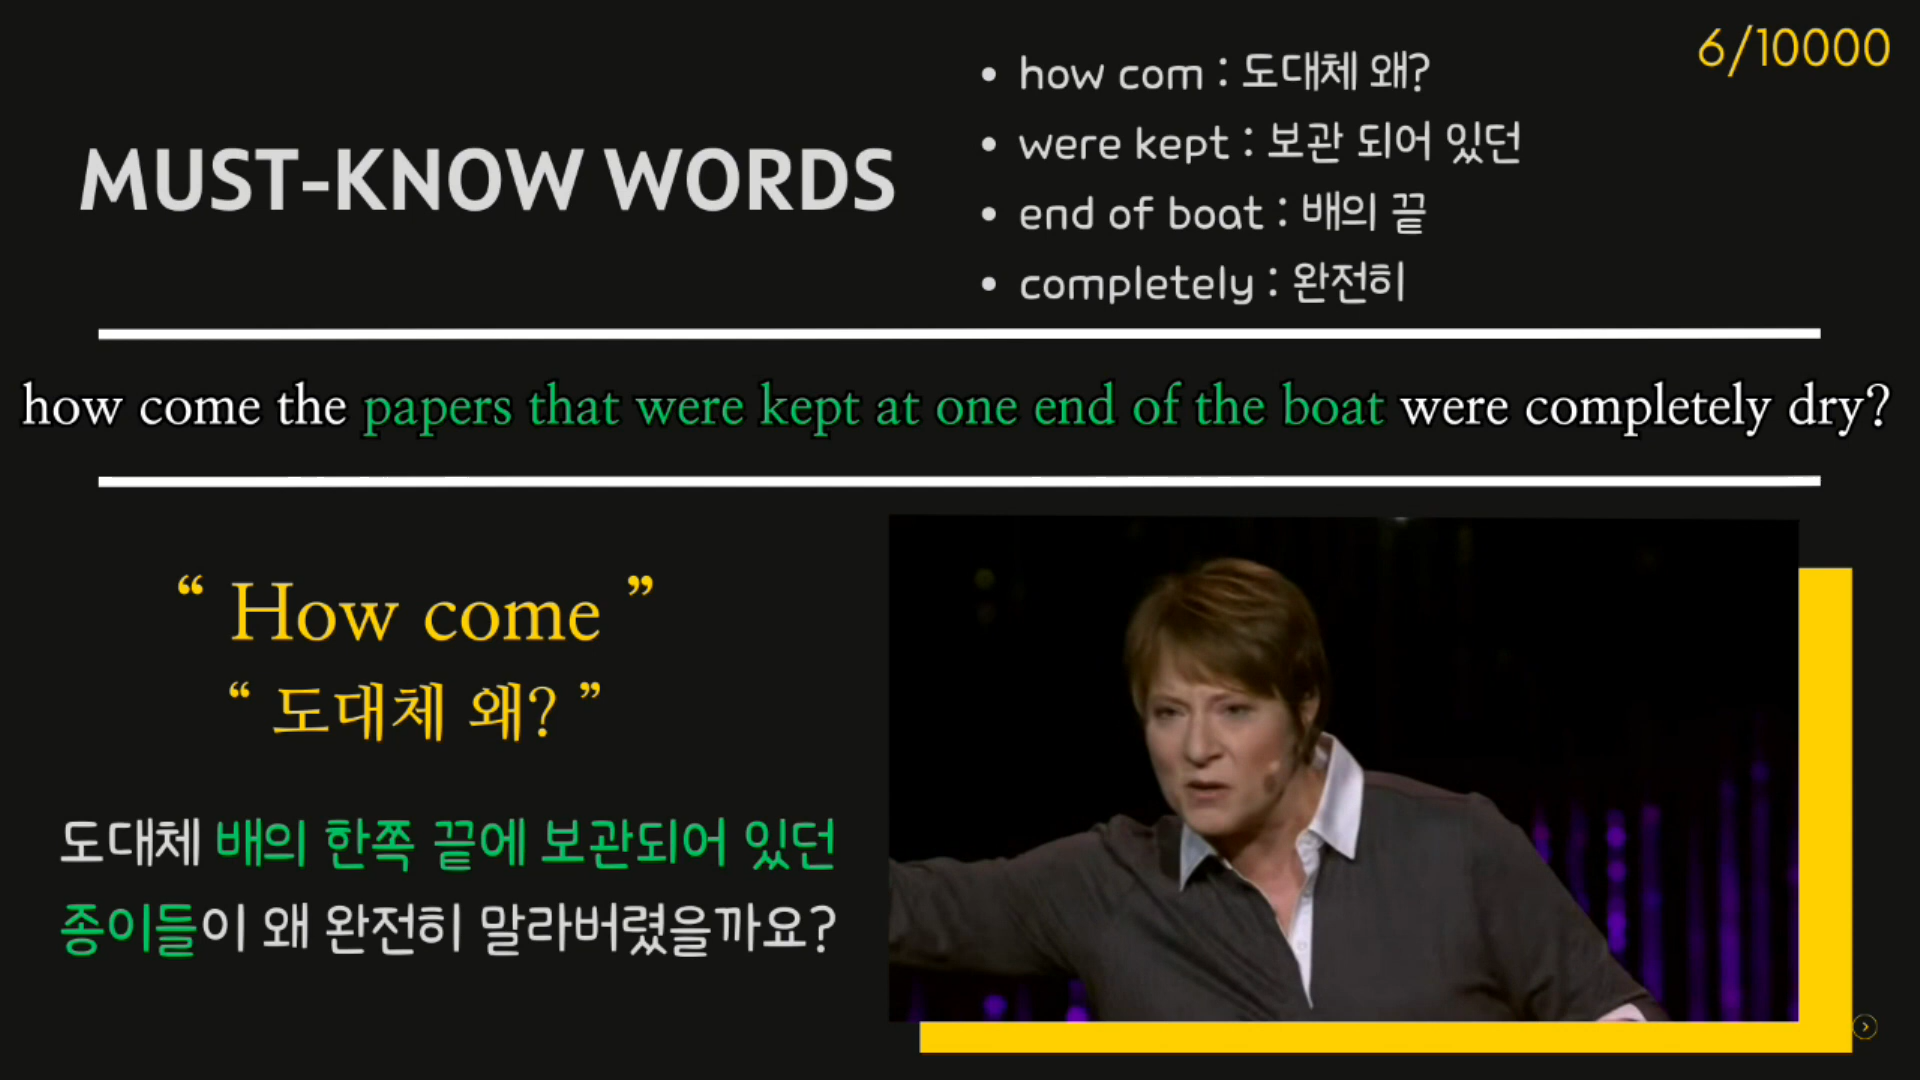 6/10000
MUST-KNOW WORDS
• how com : 도대체 왜?
• were kept : 보관 되어 있던
• end of boat : 배의 끝
• completely : 완전히
how come the papers that were kept at one end of the boat were completely dry?
“ How come ”
“ 도대체 왜? ”
도대체 배의 한쪽 끝에 보관되어 있던
종이들이 왜 완전히 말라버렸을까요?